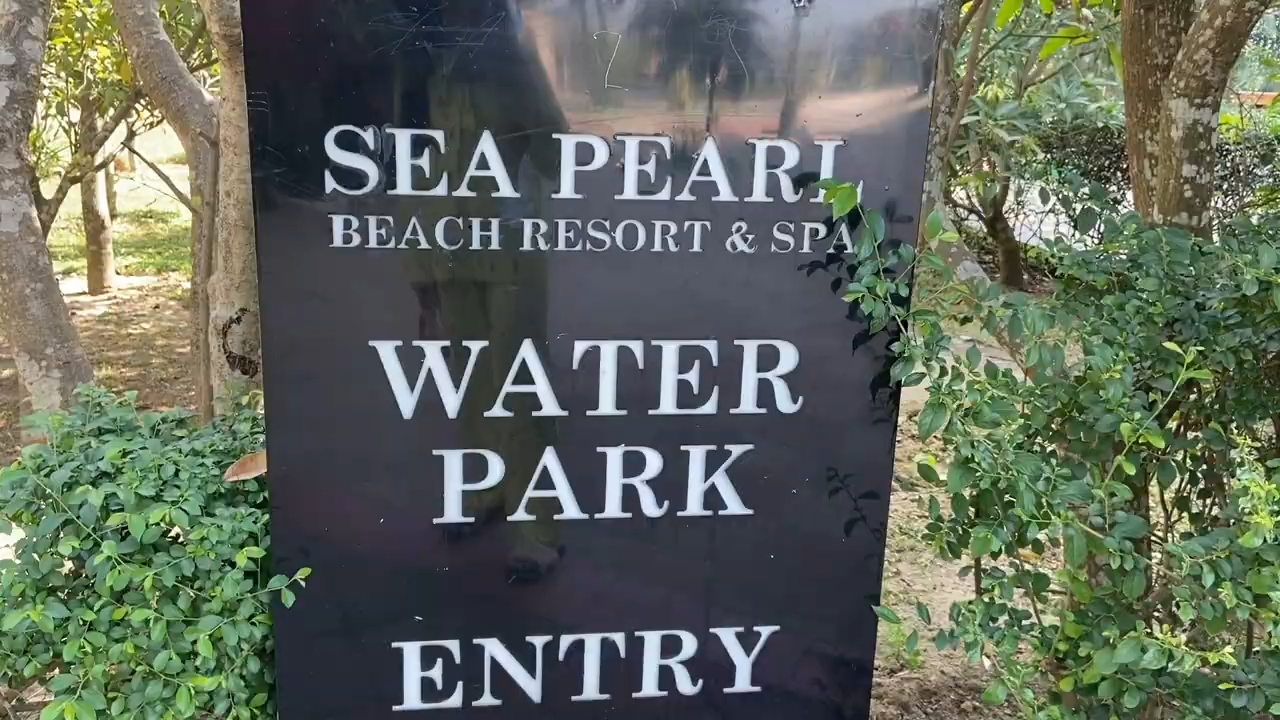 SEA PEARL
BEACH RESORT & SPA
WATER
PARK
ENTRY